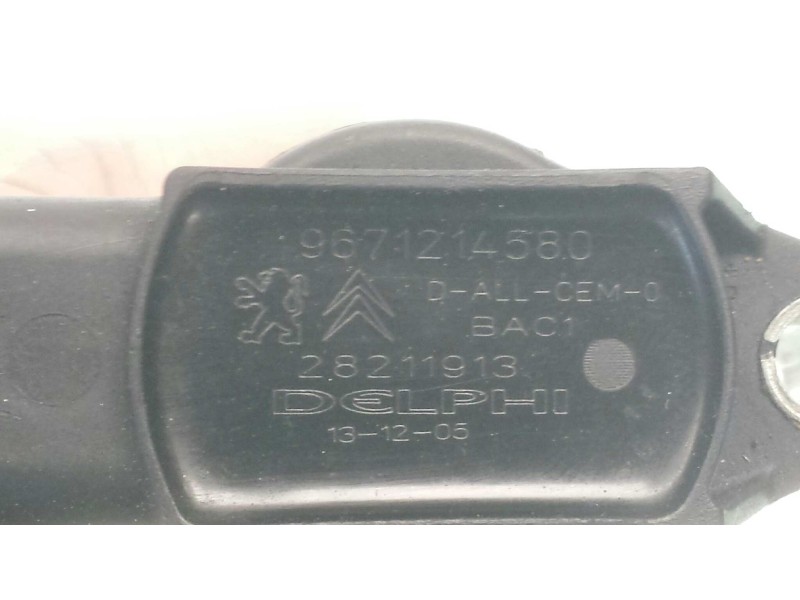 9671214580
D-ALL-CEM-0
BAC1
28211913
DELPHI
13-12-05